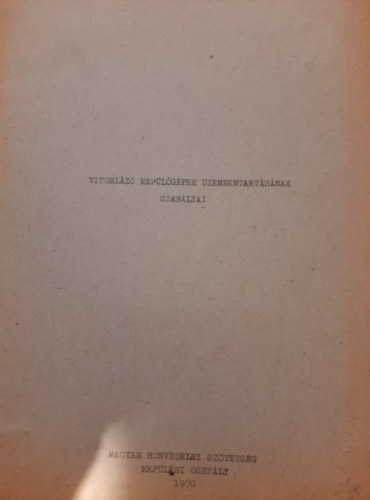 VITORLÁZÓ REPÜLŐGÉPEK ÜZEMBENTARTÁSÁNAK
SZABÁLYAI
MAGYAR HONVÉDELMI SZÖVETSÉG
REPÜLÉSI OSZTÁLY
1970